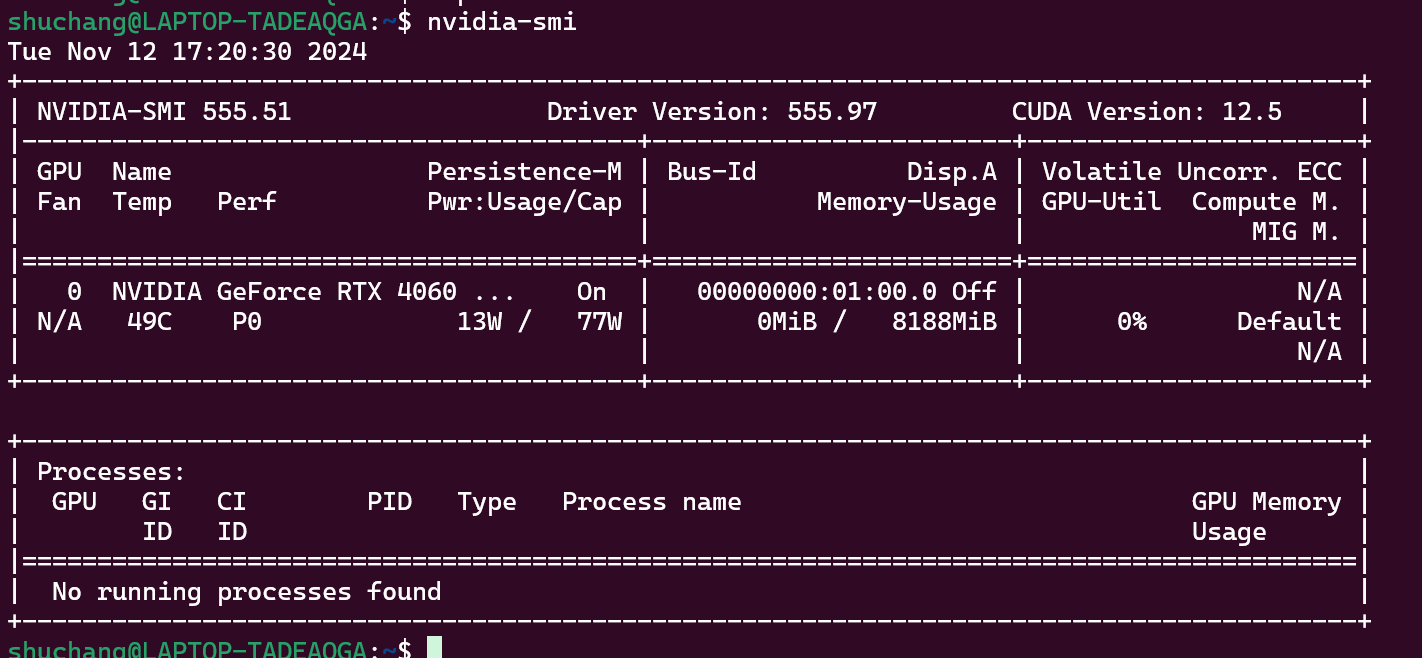 shuchang@LAPTOP-TADEAQGA:~$ nvidia-smi
Tue Nov 12 17:20:30 2024
+-----------------------------------------------------------------------------------------+
| NVIDIA-SMI 555.51                 Driver Version: 555.97         CUDA Version: 12.5     |
|-----------------------------------------+------------------------+----------------------+
| GPU  Name                 Persistence-M | Bus-Id          Disp.A | Volatile Uncorr. ECC |
| Fan  Temp   Perf          Pwr:Usage/Cap |           Memory-Usage | GPU-Util  Compute M. |
|                                         |                        |               MIG M. |
|=========================================+========================+======================|
|   0  NVIDIA GeForce RTX 4060 ...    On  |   00000000:01:00.0 Off |                  N/A |
| N/A   49C    P0             13W /   77W |       0MiB /   8188MiB |      0%      Default |
|                                         |                        |                  N/A |
+-----------------------------------------+------------------------+----------------------+

+-----------------------------------------------------------------------------------------+
| Processes:                                                                              |
|  GPU   GI   CI        PID   Type   Process name                              GPU Memory |
|        ID   ID                                                               Usage      |
|=========================================================================================|
|  No running processes found                                                             |
+-----------------------------------------------------------------------------------------+
shuchang@LAPTOP-TADEAQGA:~$